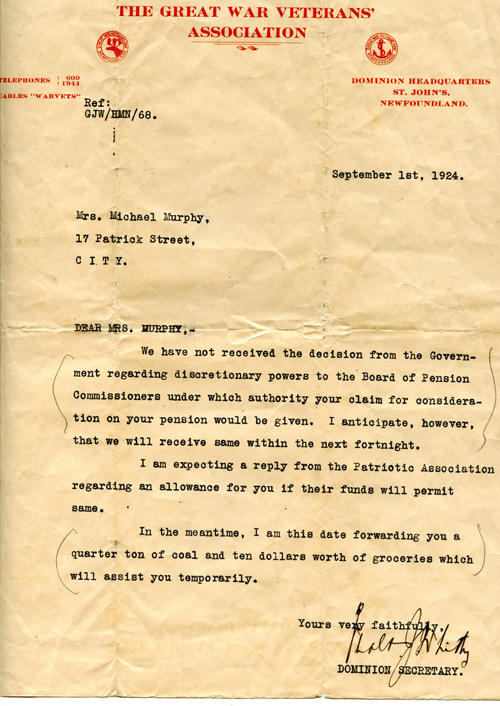 THE GREAT WAR VETERANS'
ASSOCIATION
TELEPHONES 609
1944
CABLES "WARVETS"
DOMINION HEADQUARTERS
ST. JOHN'S,
NEWFOUNDLAND.
Ref:
GJW/HMN/68.
September 1st, 1924.
Mrs. Michael Murphy,
17 Patrick Street,
C I T Y.
DEAR MRS. MURPHY,-
We have not received the decision from the Govern-
ment regarding discretionary powers to the Board of Pension
Commissioners under which authority your claim for considera-
tion on your pension would be given. I anticipate, however,
that we will receive same within the next fortnight.
I am expecting a reply from the Patriotic Association
regarding an allowance for you if their funds will permit
same.
In the meantime, I am this date forwarding you a
quarter ton of coal and ten dollars worth of groceries which
will assist you temporarily.
Yours very faithfully,
Whitty
DOMINION SECRETARY.